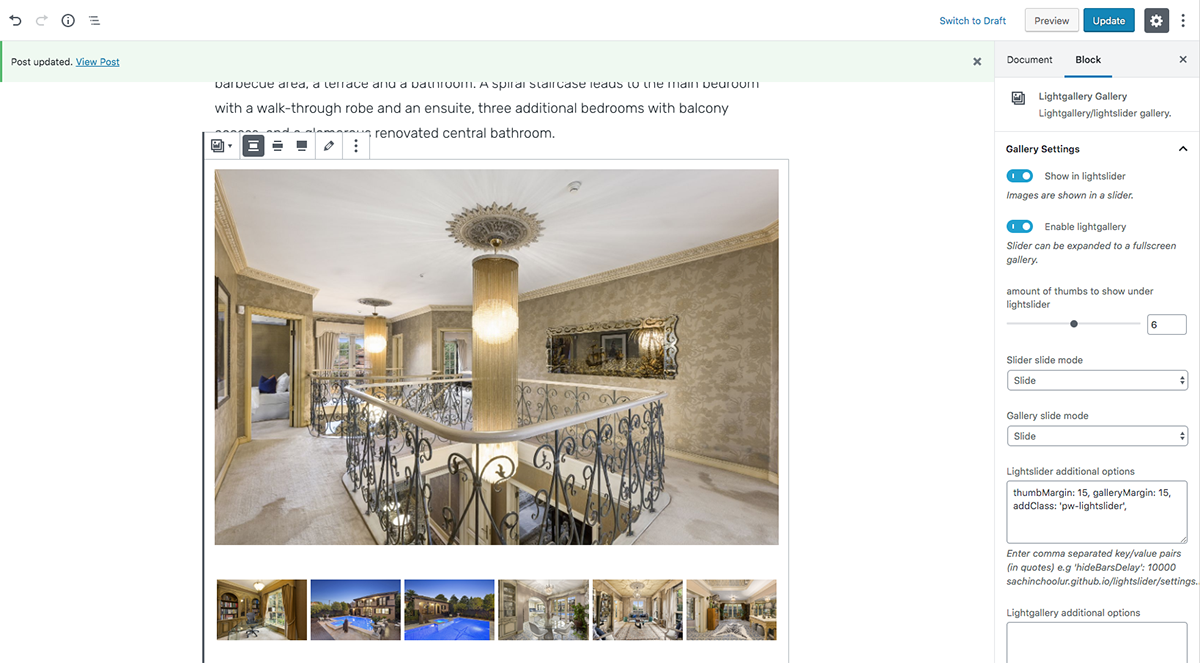 Switch to Draft
Preview
Update
Post updated. View Post
barbecue area, a terrace and a bathroom. A spiral staircase leads to the main bedroom
with a walk-through robe and an ensuite, three additional bedrooms with balcony
access, and a glamorous renovated central bathroom.
Document
Block
Lightgallery Gallery
Lightgallery/lightslider gallery.
Gallery Settings
Show in lightslider
Images are shown in a slider.
Enable lightgallery
Slider can be expanded to a fullscreen
gallery.
amount of thumbs to show under
lightslider
6
Slider slide mode
Slide
Gallery slide mode
Slide
Lightslider additional options
thumbMargin: 15, galleryMargin: 15,
addClass: 'pw-lightslider',
Enter comma separated key/value pairs
(in quotes) e.g 'hideBarsDelay': 10000
sachinchoolur.github.io/lightslider/settings.
Lightgallery additional options